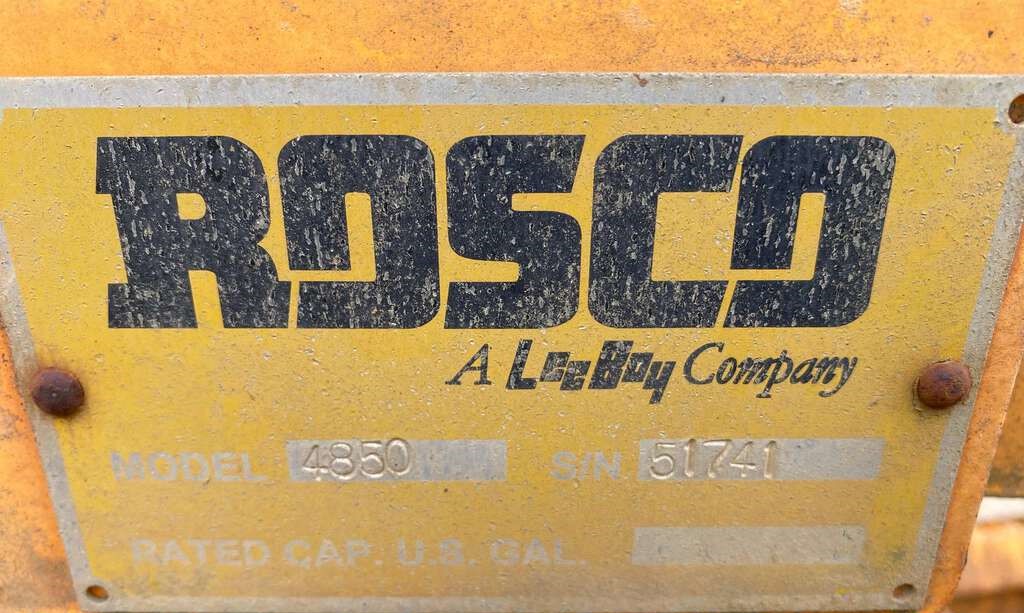 ROSCO
A LeeBoy Company
MODEL 4850 S/N 51741
RATED CAP. U.S. GAL.